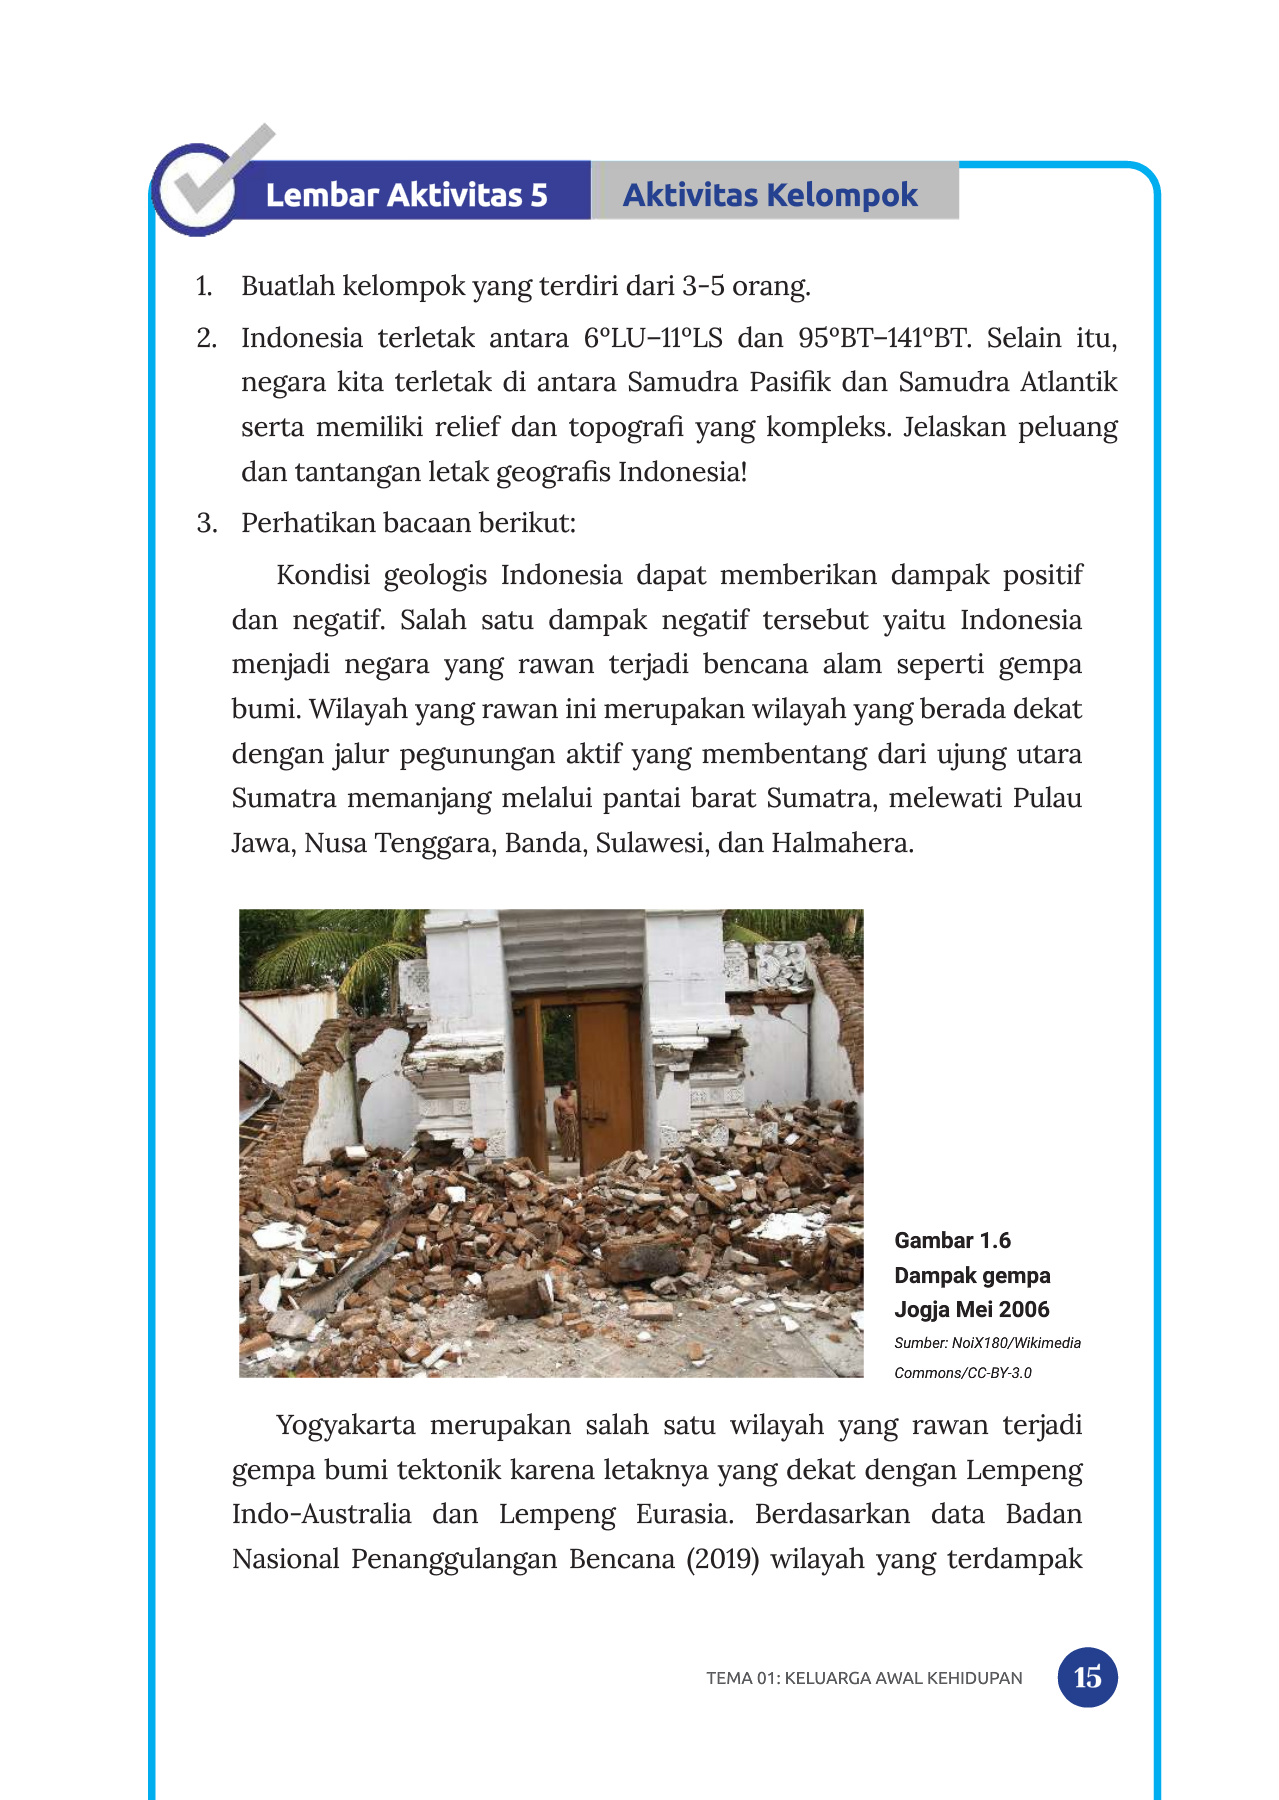 Lembar Aktivitas 5 Aktivitas Kelompok
1. Buatlah kelompok yang terdiri dari 3-5 orang.
2. Indonesia terletak antara 6ºLU–11ºLS dan 95ºBT–141ºBT. Selain itu,
negara kita terletak di antara Samudra Pasifik dan Samudra Atlantik
serta memiliki relief dan topografi yang kompleks. Jelaskan peluang
dan tantangan letak geografis Indonesia!
3. Perhatikan bacaan berikut:
Kondisi geologis Indonesia dapat memberikan dampak positif
dan negatif. Salah satu dampak negatif tersebut yaitu Indonesia
menjadi negara yang rawan terjadi bencana alam seperti gempa
bumi. Wilayah yang rawan ini merupakan wilayah yang berada dekat
dengan jalur pegunungan aktif yang membentang dari ujung utara
Sumatra memanjang melalui pantai barat Sumatra, melewati Pulau
Jawa, Nusa Tenggara, Banda, Sulawesi, dan Halmahera.
Gambar 1.6
Dampak gempa
Jogja Mei 2006
Sumber: NoiX180/Wikimedia
Commons/CC-BY-3.0
Yogyakarta merupakan salah satu wilayah yang rawan terjadi
gempa bumi tektonik karena letaknya yang dekat dengan Lempeng
Indo-Australia dan Lempeng Eurasia. Berdasarkan data Badan
Nasional Penanggulangan Bencana (2019) wilayah yang terdampak
TEMA 01: KELUARGA AWAL KEHIDUPAN 15